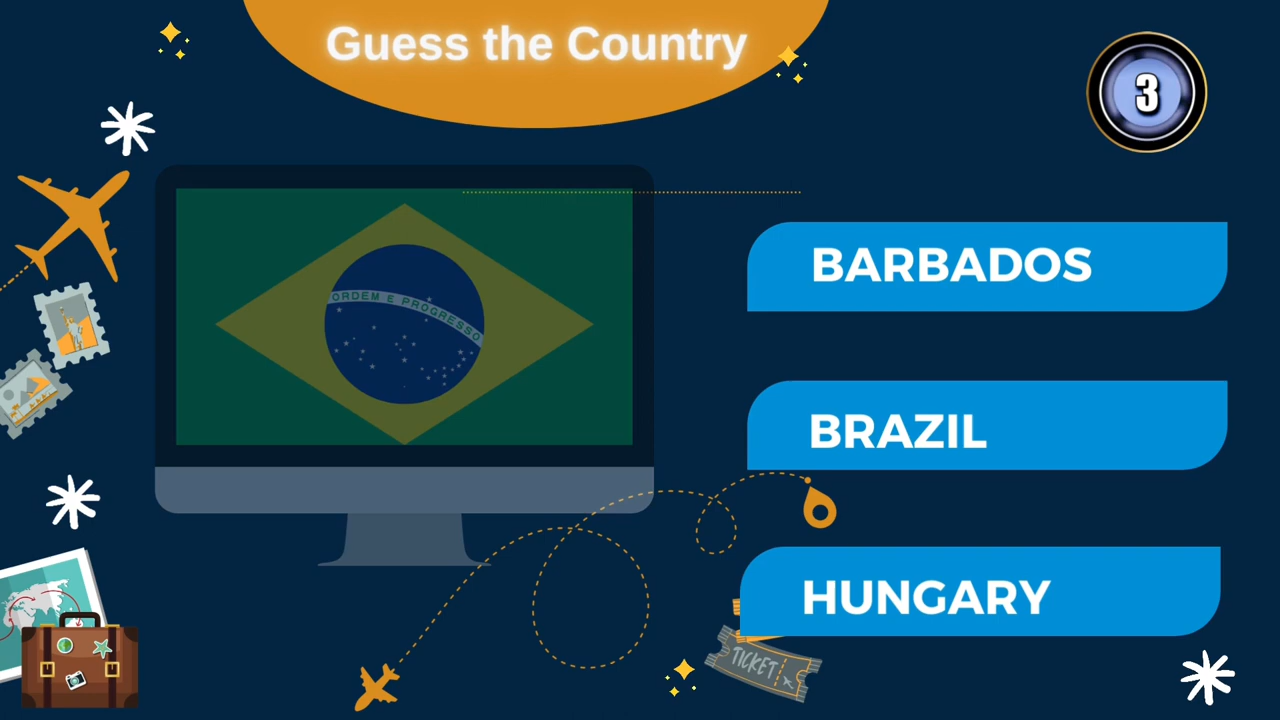 Guess the Country
3
ORDEM E PROGRESSO
BARBADOS
BRAZIL
HUNGARY
TICKET